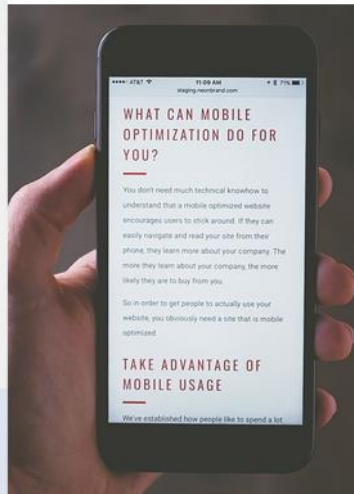 AT&T 11:09 AM 71%
staging.neonbrand.com
WHAT CAN MOBILE
OPTIMIZATION DO FOR
YOU?
You don't need much technical knowhow to
understand that a mobile optimized website
encourages users to stick around. If they can
easily navigate and read your site from their
phone, they learn more about your company. The
more they learn about your company, the more
likely they are to buy from you.
So in order to get people to actually use your
website, you obviously need a site that is mobile
optimized.
TAKE ADVANTAGE OF
MOBILE USAGE
We've established how people like to spend a lot